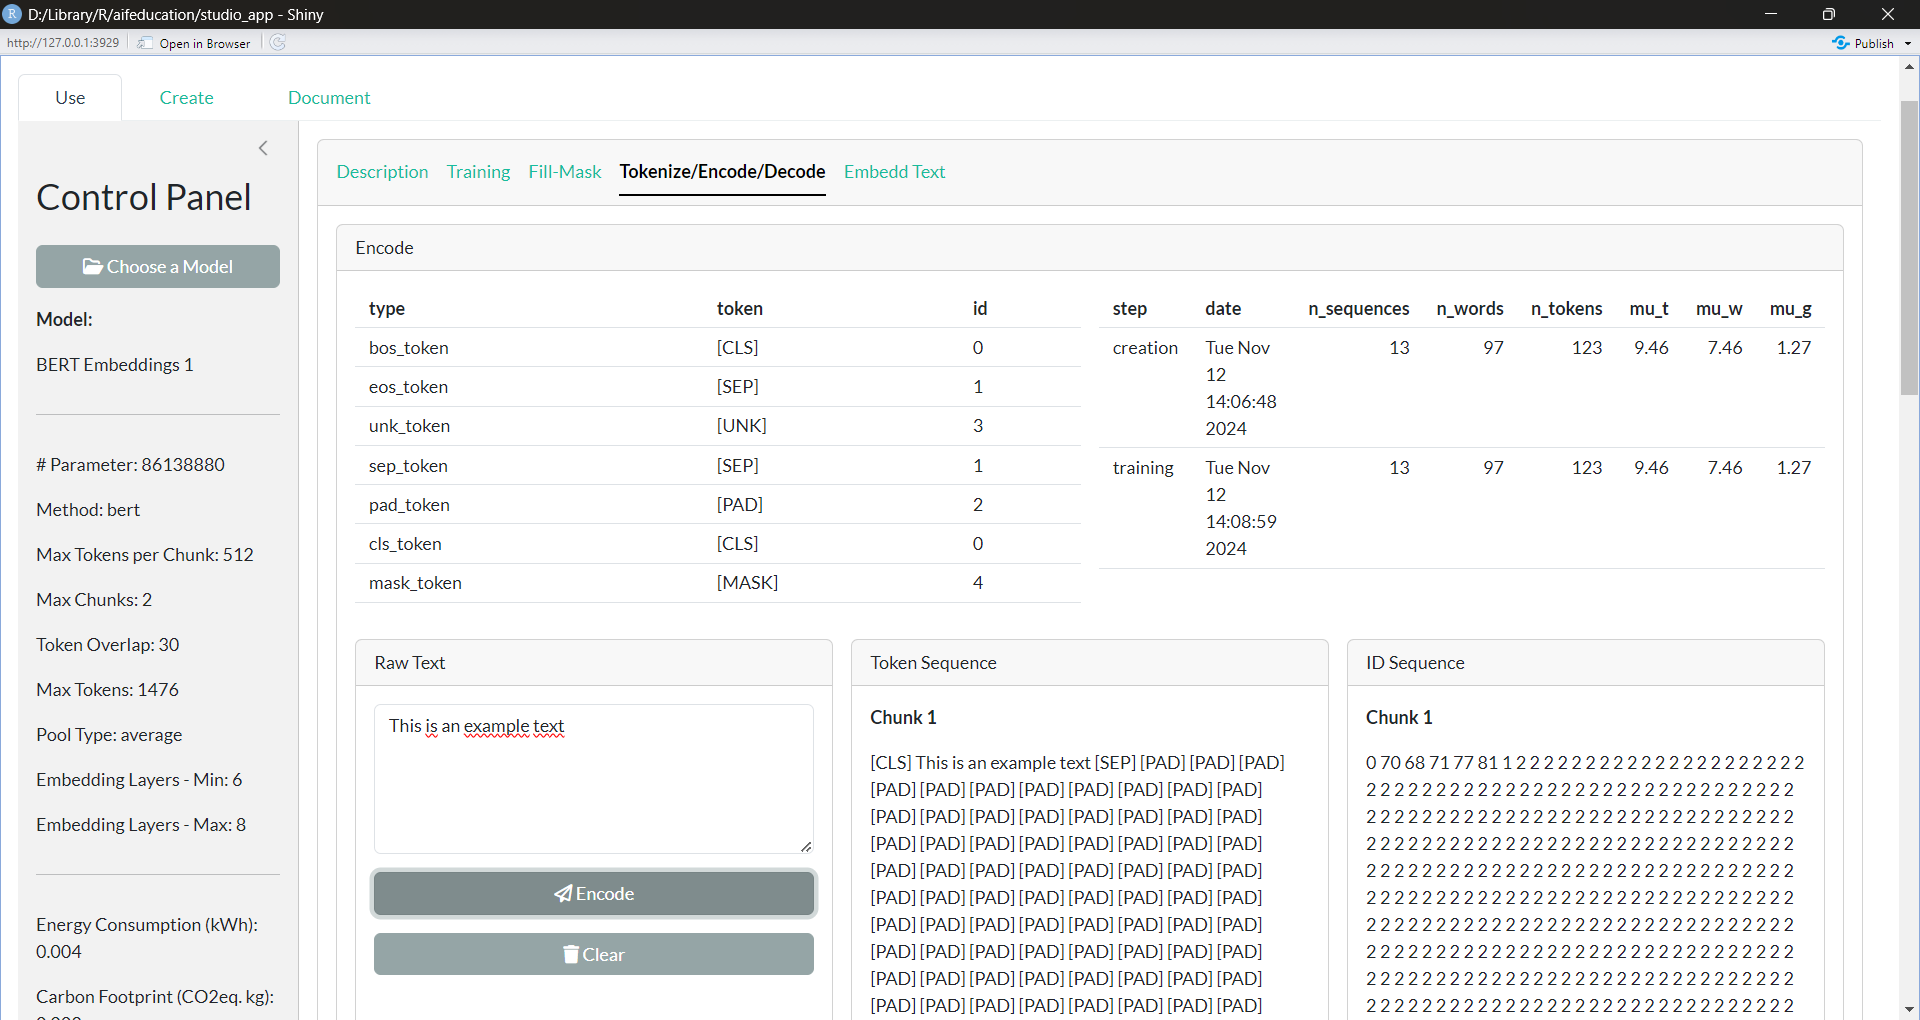 D:/Library/R/aifeducation/studio_app - Shiny
http://127.0.0.1:3929 Open in Browser Publish
Use Create Document
Control Panel
Choose a Model
Model:
BERT Embeddings 1
# Parameter: 86138880
Method: bert
Max Tokens per Chunk: 512
Max Chunks: 2
Token Overlap: 30
Max Tokens: 1476
Pool Type: average
Embedding Layers - Min: 6
Embedding Layers - Max: 8
Energy Consumption (kWh):
0.004
Carbon Footprint (CO2eq. kg):
Description Training Fill-Mask Tokenize/Encode/Decode Embedd Text
Encode
type token id
bos_token [CLS] 0
eos_token [SEP] 1
unk_token [UNK] 3
sep_token [SEP] 1
pad_token [PAD] 2
cls_token [CLS] 0
mask_token [MASK] 4
step date n_sequences n_words n_tokens mu_t mu_w mu_g
creation Tue Nov 13 97 123 9.46 7.46 1.27
12
14:06:48
2024
training Tue Nov 13 97 123 9.46 7.46 1.27
12
14:08:59
2024
Raw Text
This is an example text
Encode
Clear
Token Sequence
Chunk 1
[CLS] This is an example text [SEP] [PAD] [PAD] [PAD]
[PAD] [PAD] [PAD] [PAD] [PAD] [PAD] [PAD] [PAD]
[PAD] [PAD] [PAD] [PAD] [PAD] [PAD] [PAD] [PAD]
[PAD] [PAD] [PAD] [PAD] [PAD] [PAD] [PAD] [PAD]
[PAD] [PAD] [PAD] [PAD] [PAD] [PAD] [PAD] [PAD]
[PAD] [PAD] [PAD] [PAD] [PAD] [PAD] [PAD] [PAD]
[PAD] [PAD] [PAD] [PAD] [PAD] [PAD] [PAD] [PAD]
[PAD] [PAD] [PAD] [PAD] [PAD] [PAD] [PAD] [PAD]
[PAD] [PAD] [PAD] [PAD] [PAD] [PAD] [PAD] [PAD]
[PAD] [PAD] [PAD] [PAD] [PAD] [PAD] [PAD] [PAD]
ID Sequence
Chunk 1
0 70 68 71 77 81 1 2 2 2 2 2 2 2 2 2 2 2 2 2 2 2 2 2 2 2 2 2 2
2 2 2 2 2 2 2 2 2 2 2 2 2 2 2 2 2 2 2 2 2 2 2 2 2 2 2 2 2 2 2
2 2 2 2 2 2 2 2 2 2 2 2 2 2 2 2 2 2 2 2 2 2 2 2 2 2 2 2 2 2 2
2 2 2 2 2 2 2 2 2 2 2 2 2 2 2 2 2 2 2 2 2 2 2 2 2 2 2 2 2 2 2
2 2 2 2 2 2 2 2 2 2 2 2 2 2 2 2 2 2 2 2 2 2 2 2 2 2 2 2 2 2 2
2 2 2 2 2 2 2 2 2 2 2 2 2 2 2 2 2 2 2 2 2 2 2 2 2 2 2 2 2 2 2
2 2 2 2 2 2 2 2 2 2 2 2 2 2 2 2 2 2 2 2 2 2 2 2 2 2 2 2 2 2 2
2 2 2 2 2 2 2 2 2 2 2 2 2 2 2 2 2 2 2 2 2 2 2 2 2 2 2 2 2 2 2
2 2 2 2 2 2 2 2 2 2 2 2 2 2 2 2 2 2 2 2 2 2 2 2 2 2 2 2 2 2 2
2 2 2 2 2 2 2 2 2 2 2 2 2 2 2 2 2 2 2 2 2 2 2 2 2 2 2 2 2 2 2